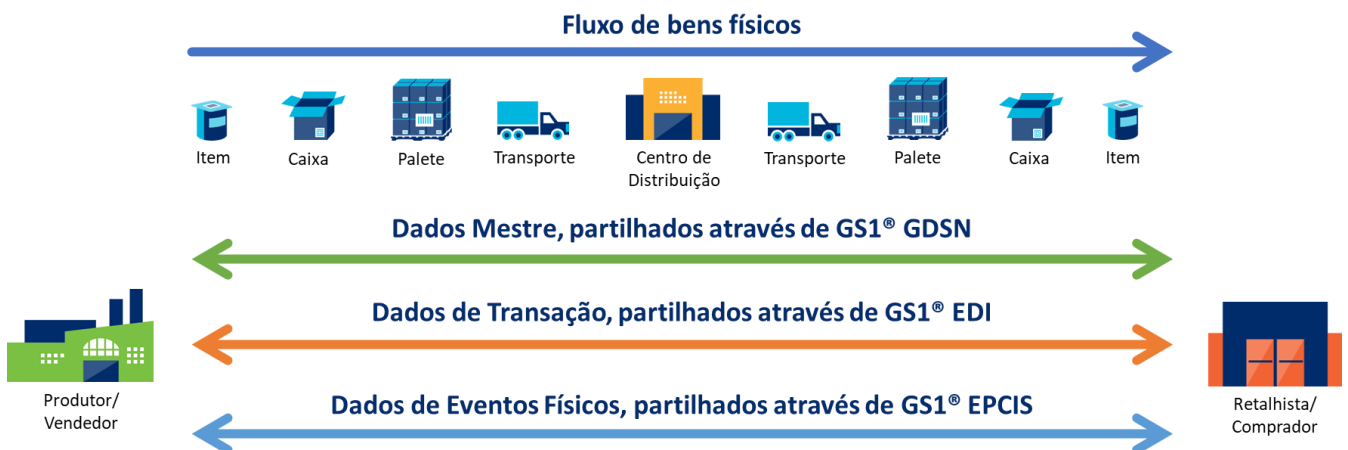 Fluxo de bens físicos
Item
Caixa
Palete
Transporte
Centro de
Distribuição
Transporte
Palete
Caixa
Item
Dados Mestre, partilhados através de GS1® GDSN
Dados de Transação, partilhados através de GS1® EDI
Dados de Eventos Físicos, partilhados através de GS1® EPCIS
Produtor/
Vendedor
Retalhista/
Comprador